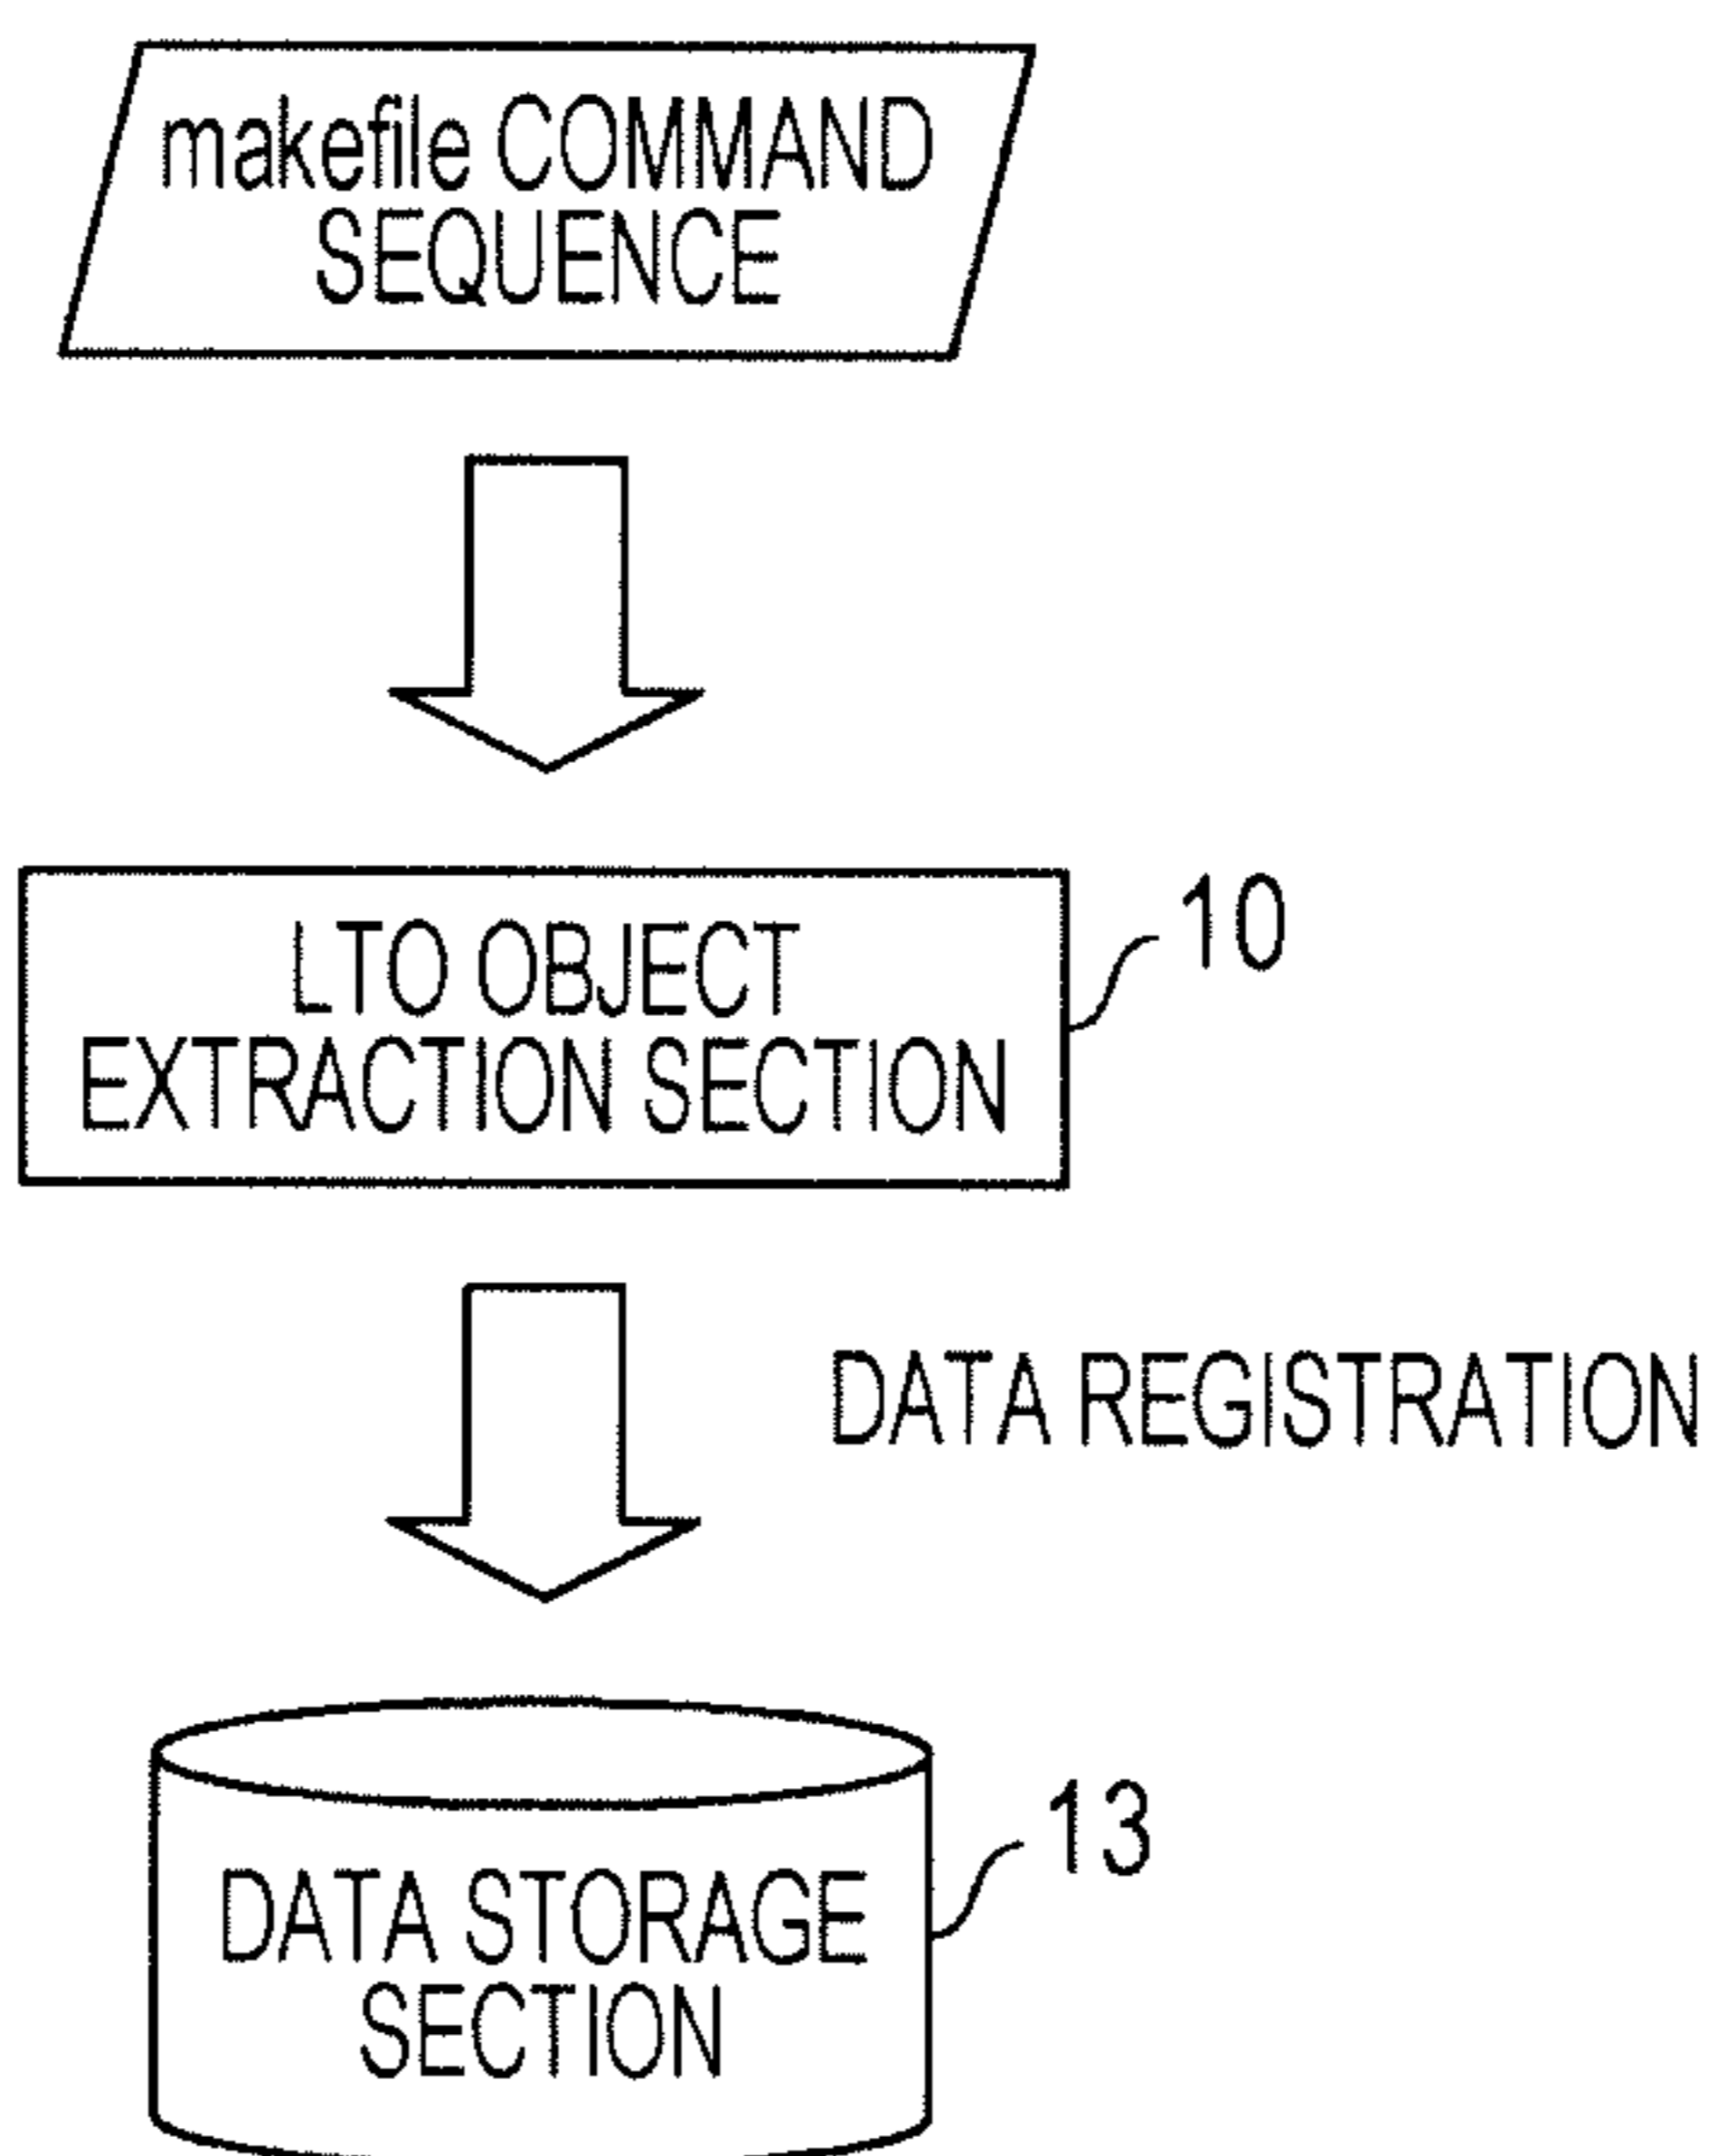 makefile COMMAND
SEQUENCE
LTO OBJECT
EXTRACTION SECTION
10
DATA REGISTRATION
DATA STORAGE
SECTION
13